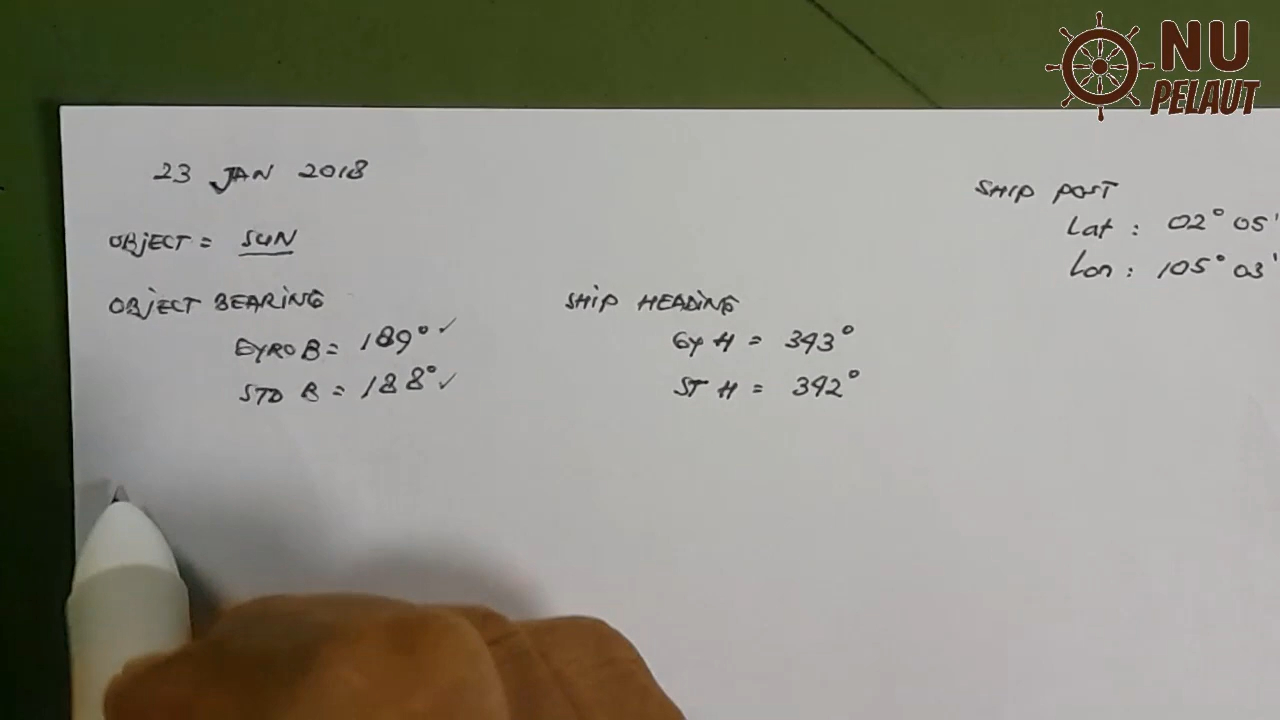 NU
PELAUT
23 JAN 2018
SHIP POST
Lat : 02° 05'
Lon : 105° 03'
OBJECT = SUN
OBJECT BEARING
GYRO B = 189° ✓
STD B = 188° ✓
SHIP HEADING
GY H = 343°
ST H = 342°